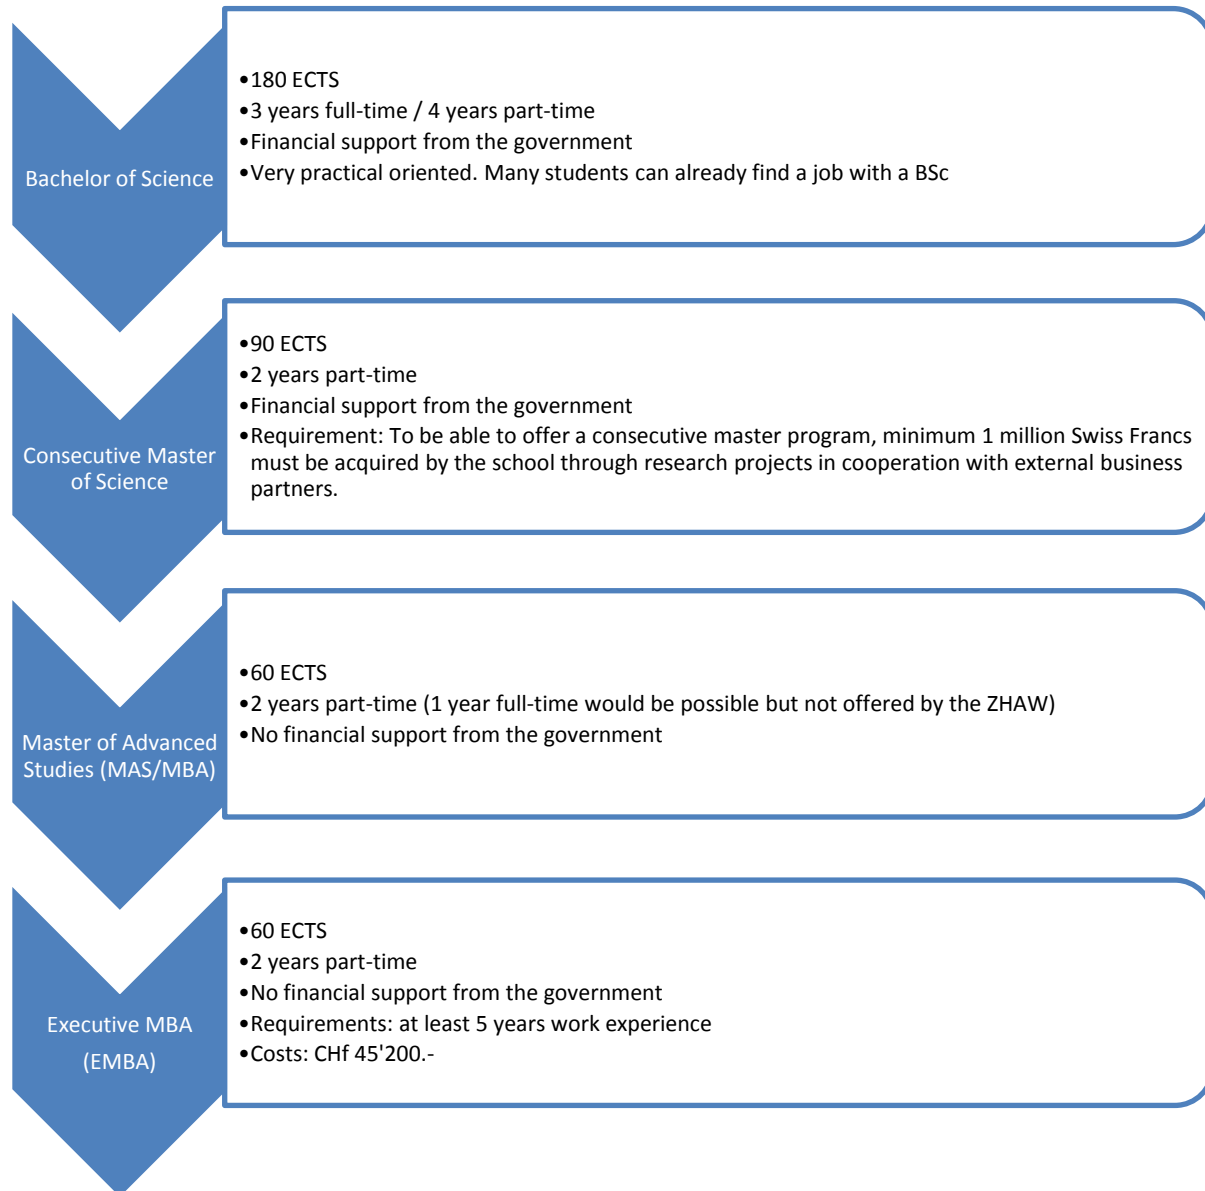 Bachelor of Science
•180 ECTS
•3 years full-time / 4 years part-time
•Financial support from the government
•Very practical oriented. Many students can already find a job with a BSc
Consecutive Master
of Science
•90 ECTS
•2 years part-time
•Financial support from the government
•Requirement: To be able to offer a consecutive master program, minimum 1 million Swiss Francs
must be acquired by the school through research projects in cooperation with external business
partners.
Master of Advanced
Studies (MAS/MBA)
•60 ECTS
•2 years part-time (1 year full-time would be possible but not offered by the ZHAW)
•No financial support from the government
Executive MBA
(EMBA)
•60 ECTS
•2 years part-time
•No financial support from the government
•Requirements: at least 5 years work experience
•Costs: CHf 45'200.-